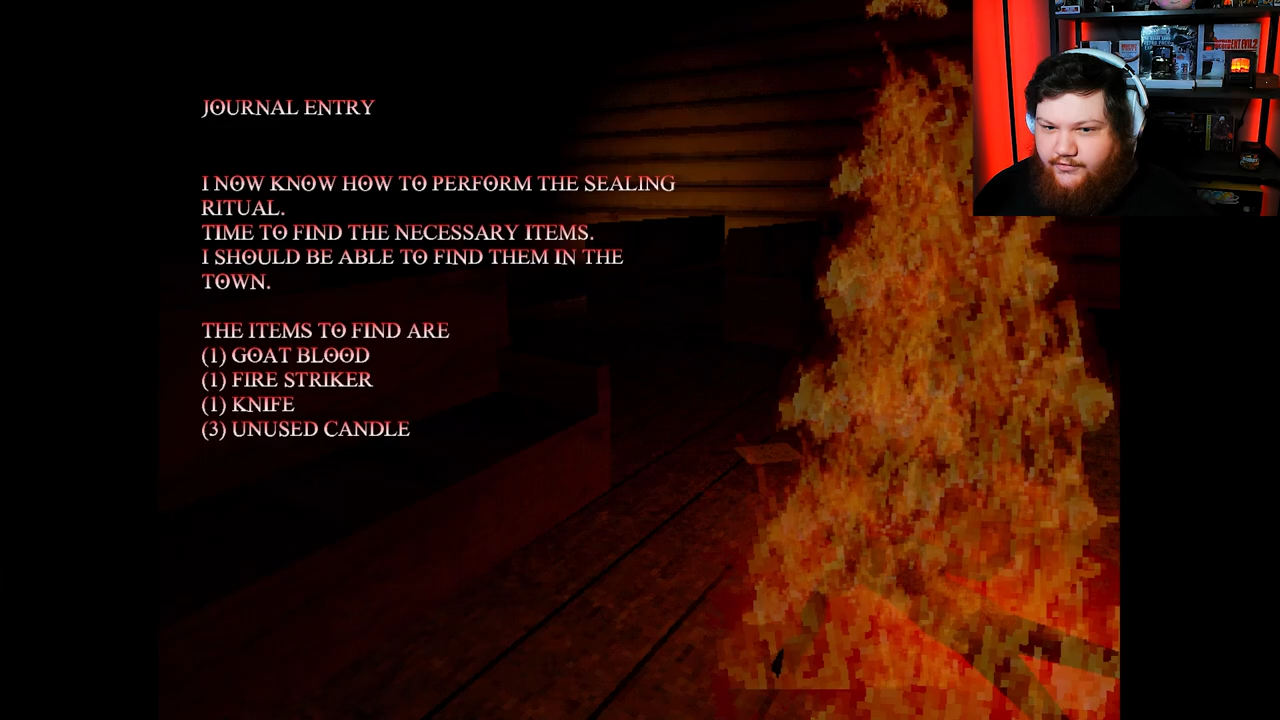 JOURNAL ENTRY
I NOW KNOW HOW TO PERFORM THE SEALING
RITUAL.
TIME TO FIND THE NECESSARY ITEMS.
I SHOULD BE ABLE TO FIND THEM IN THE
TOWN.
THE ITEMS TO FIND ARE
(1) GOAT BLOOD
(1) FIRE STRIKER
(1) KNIFE
(3) UNUSED CANDLE